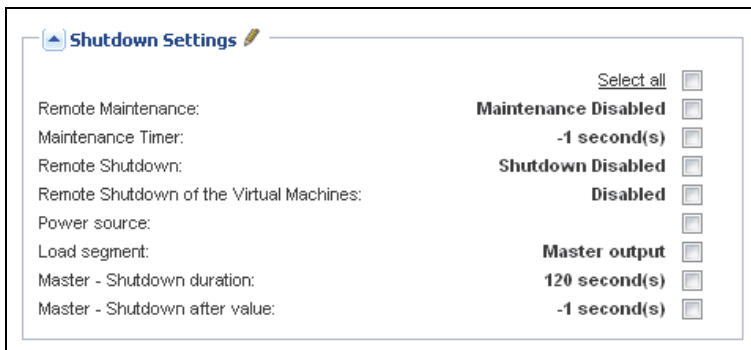 Shutdown Settings
Select all
Remote Maintenance: Maintenance Disabled
Maintenance Timer: -1 second(s)
Remote Shutdown: Shutdown Disabled
Remote Shutdown of the Virtual Machines: Disabled
Power source:
Load segment: Master output
Master - Shutdown duration: 120 second(s)
Master - Shutdown after value: -1 second(s)